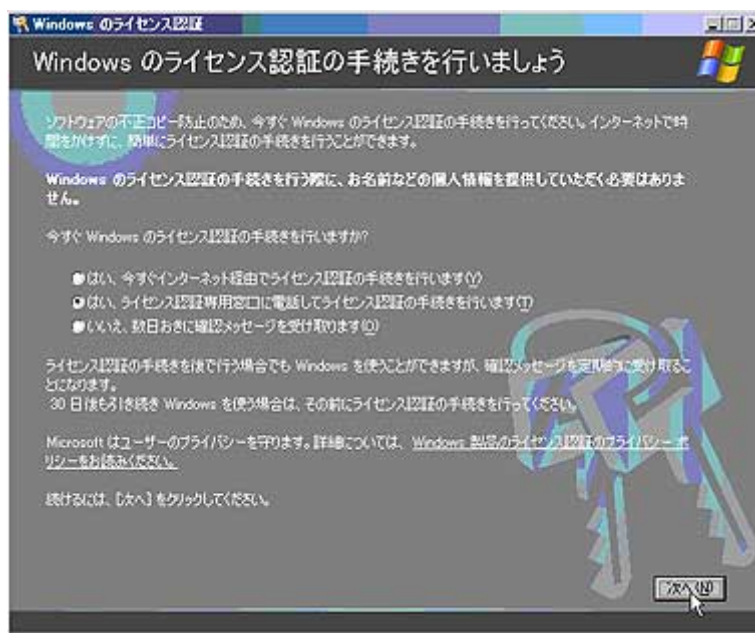 Windows のライセンス認証
Windows のライセンス認証の手続きを行いましょう
ソフトウェアの不正コピー防止のため、今すぐ Windows のライセンス認証の手続きを行ってください。インターネットで時
間をかけずに、簡単にライセンス認証の手続きを行うことができます。
Windows のライセンス認証の手続きを行う際に、お名前などの個人情報を提供していただく必要はありま
せん。
今すぐ Windows のライセンス認証の手続きを行いますか?
はい、今すぐインターネット経由でライセンス認証の手続きを行います(Y)
はい、ライセンス認証専用窓口に電話してライセンス認証の手続きを行います(T)
いいえ、数日おきに確認メッセージを受け取ります(O)
ライセンス認証の手続きを後で行う場合でも Windows を使うことができますが、確認メッセージを定期的に受け取るこ
とになります。
30 日後も引き続き Windows を使う場合は、その前にライセンス認証の手続きを行ってください。
Microsoft はユーザーのプライバシーを守ります。詳細については、Windows 製品のライセンス認証のプライバシー ポ
リシーをお読みください。
続けるには、[次へ] をクリックしてください。
次へ(N)